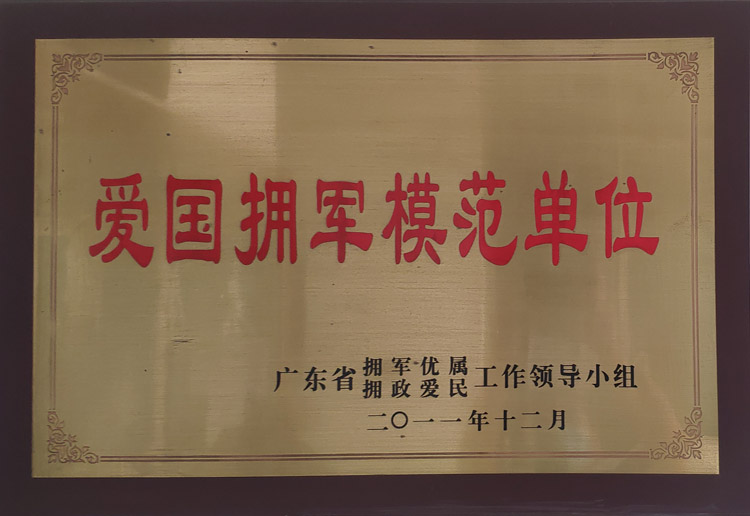 爱国拥军模范单位
广东省拥军优属拥政爱民工作领导小组
二〇一一年十二月